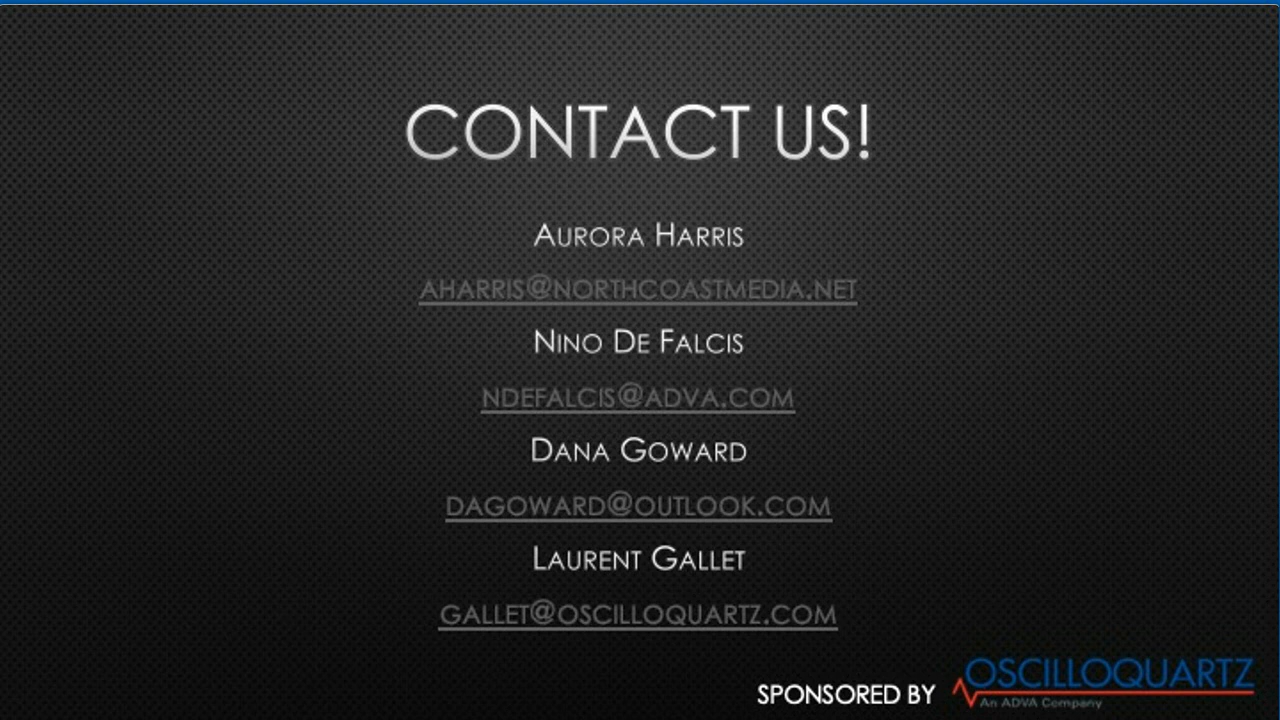 CONTACT US!
AURORA HARRIS
AHARRIS@NORTHCOASTMEDIA.NET
NINO DE FALCIS
NDEFALCIS@ADVA.COM
DANA GOWARD
DAGOWARD@OUTLOOK.COM
LAURENT GALLET
GALLET@OSCILLOQUARTZ.COM
SPONSORED BY OSCILLOQUARTZ
An ADVA Company